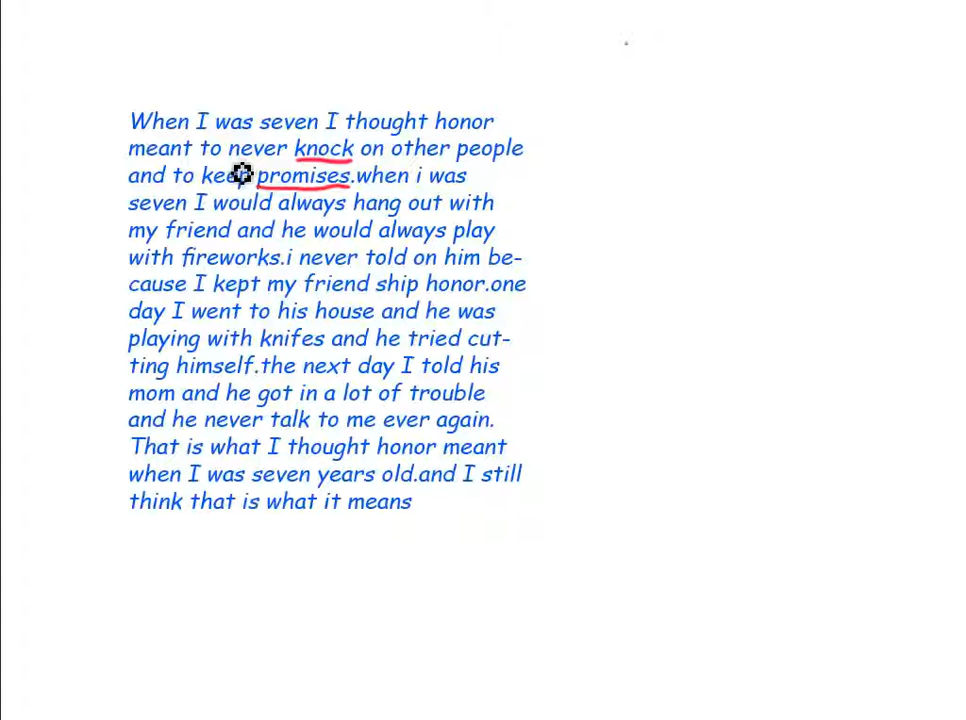 When I was seven I thought honor
meant to never knock on other people
and to keep promises.when i was
seven I would always hang out with
my friend and he would always play
with fireworks.i never told on him be-
cause I kept my friend ship honor.one
day I went to his house and he was
playing with knifes and he tried cut-
ting himself.the next day I told his
mom and he got in a lot of trouble
and he never talk to me ever again.
That is what I thought honor meant
when I was seven years old.and I still
think that is what it means